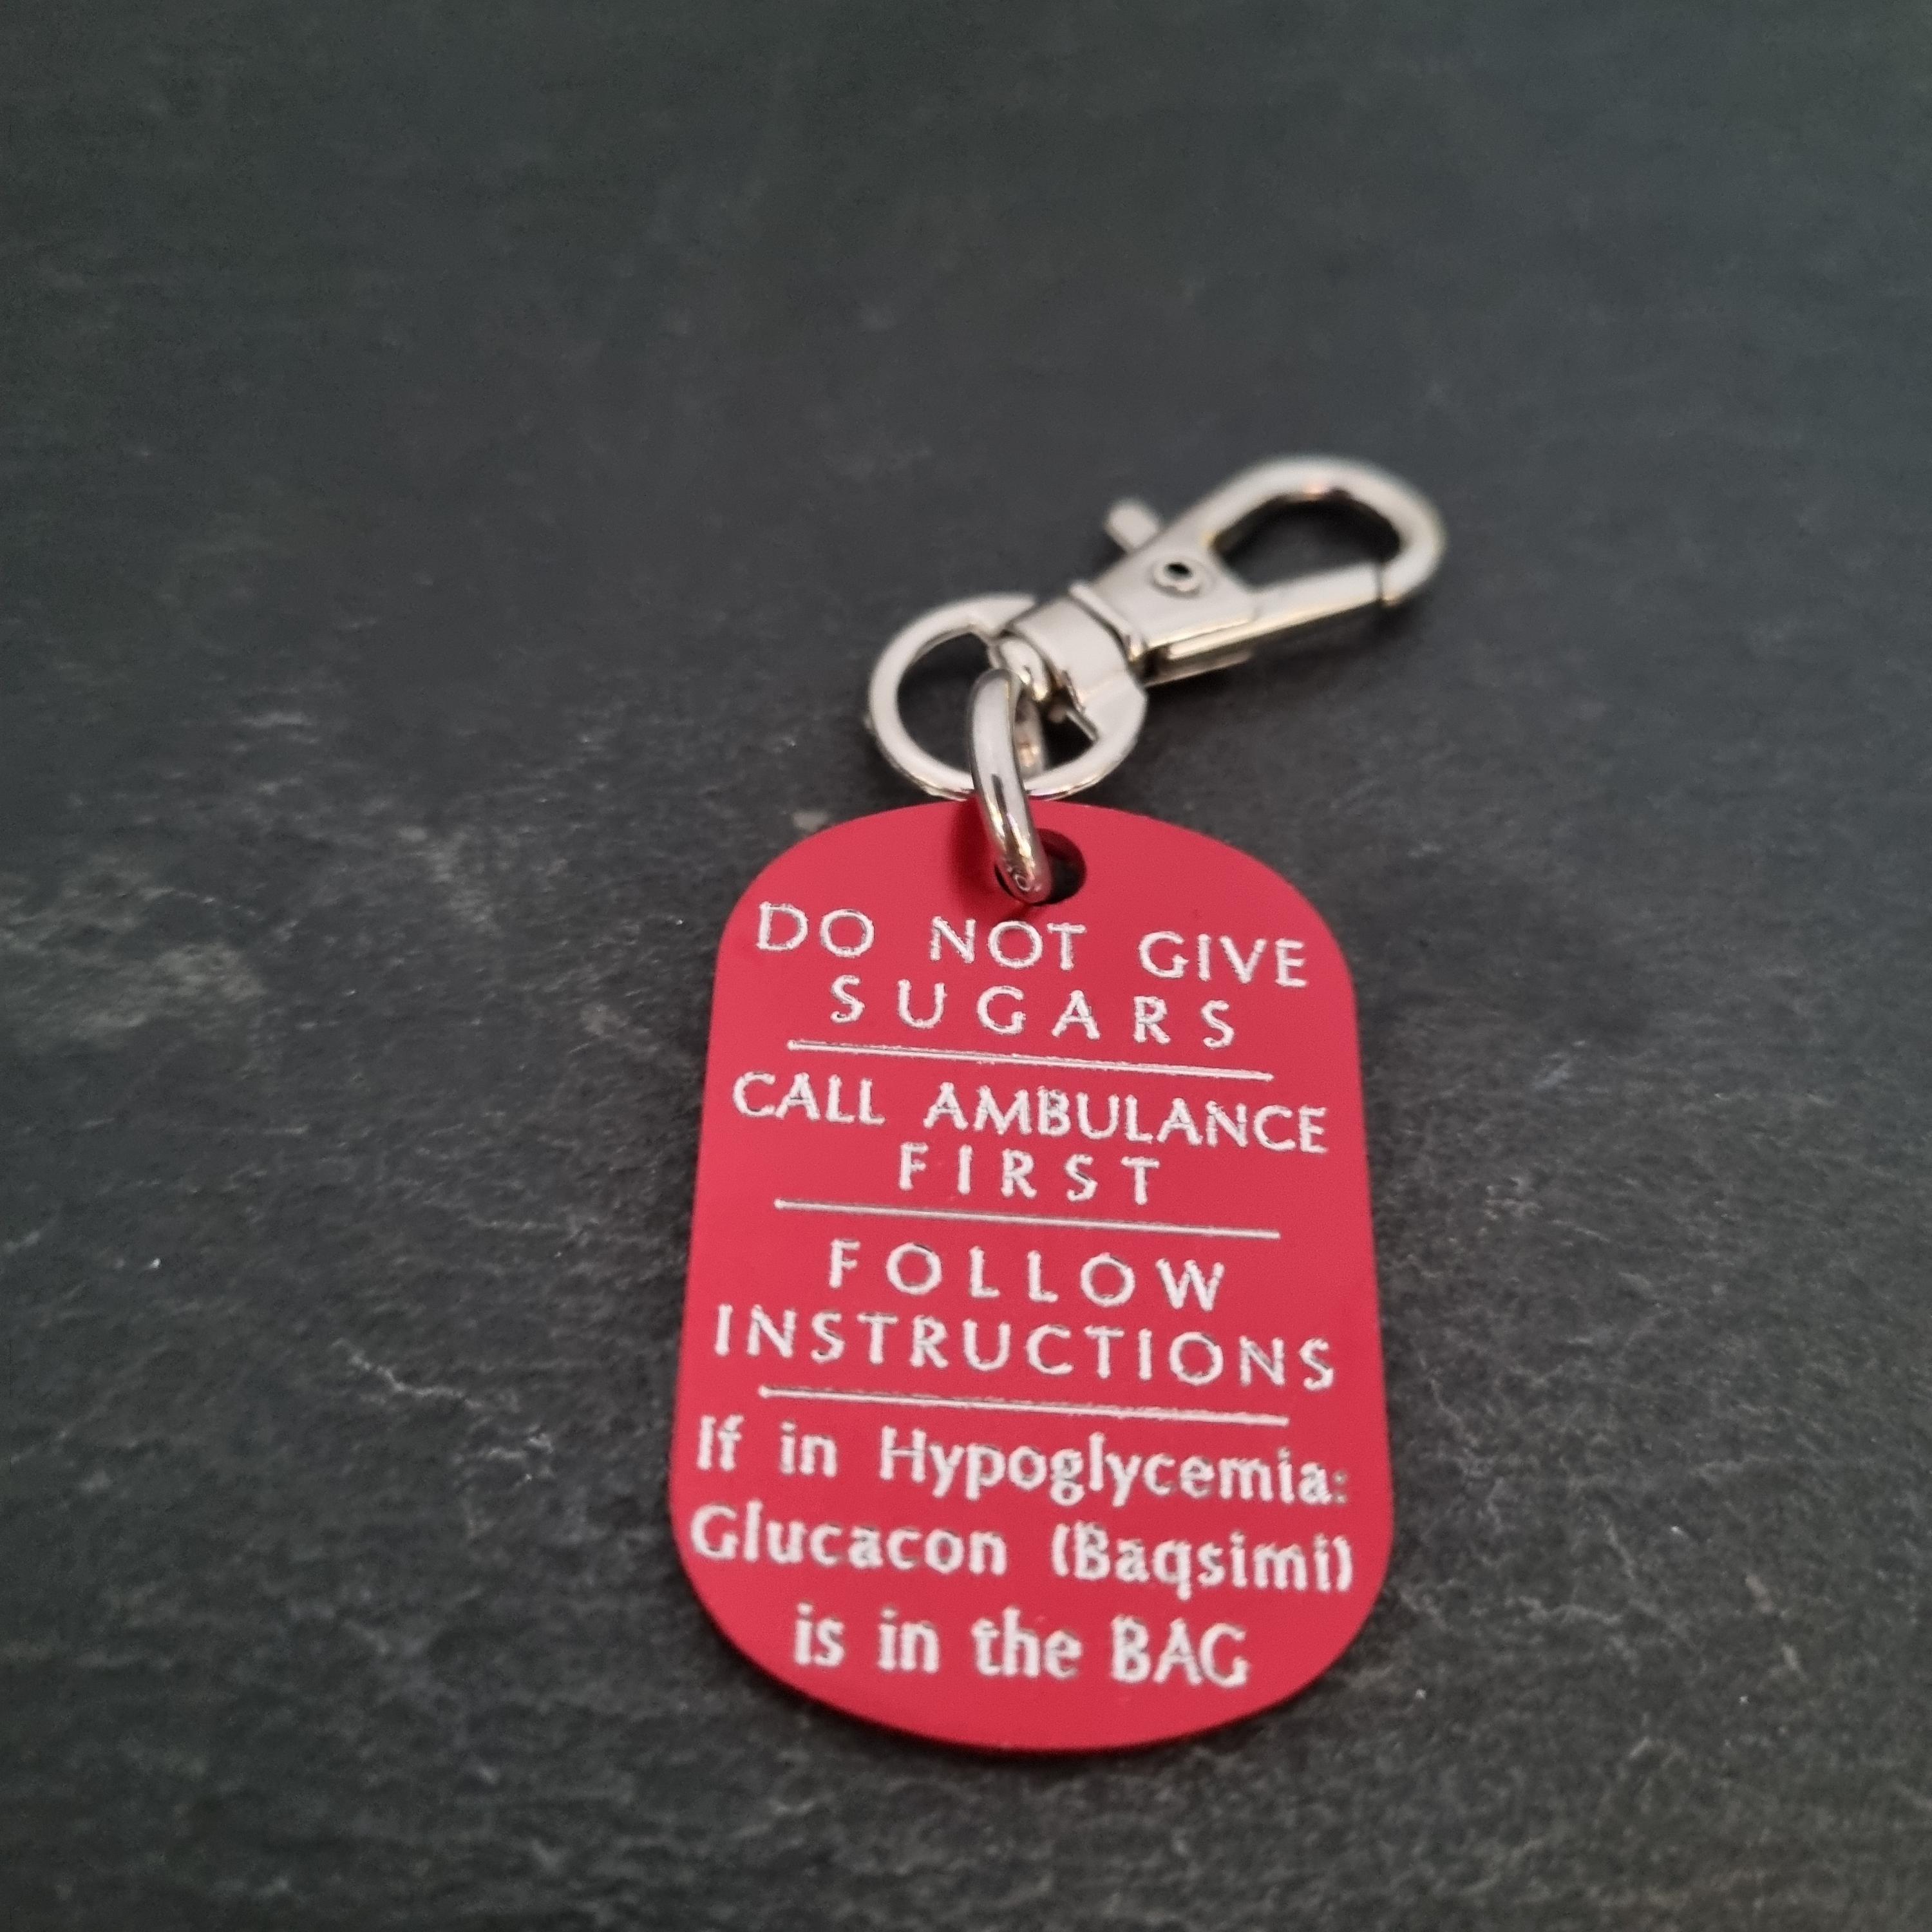 DO NOT GIVE
SUGARS
CALL AMBULANCE
FIRST
FOLLOW
INSTRUCTIONS
If in Hypoglycemia:
Glucacon (Baqsimi)
is in the BAG